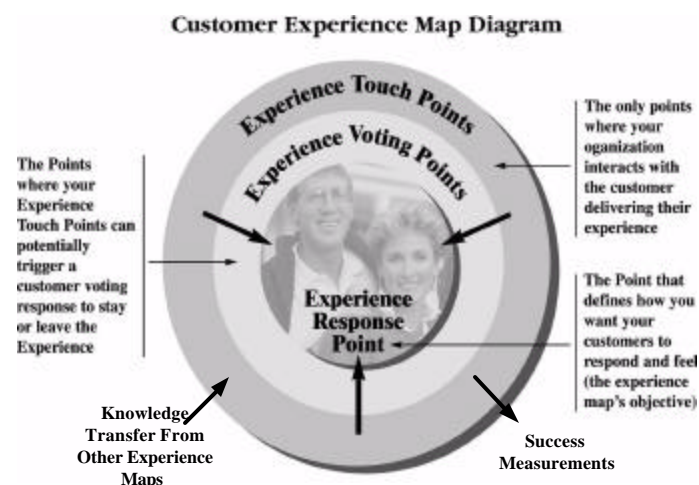 Customer Experience Map Diagram
Experience Touch Points
Experience Voting Points
The Points
where your
Experience
Touch Points can
potentially
trigger a
customer voting
response to stay
or leave the
Experience
The only points
where your
oganization
interacts with
the customer
delivering their
experience
Experience
Response
Point
The Point that
defines how you
want your
customers to
respond and feel
(the experience
map's objective)
Knowledge
Transfer From
Other Experience
Maps
Success
Measurements